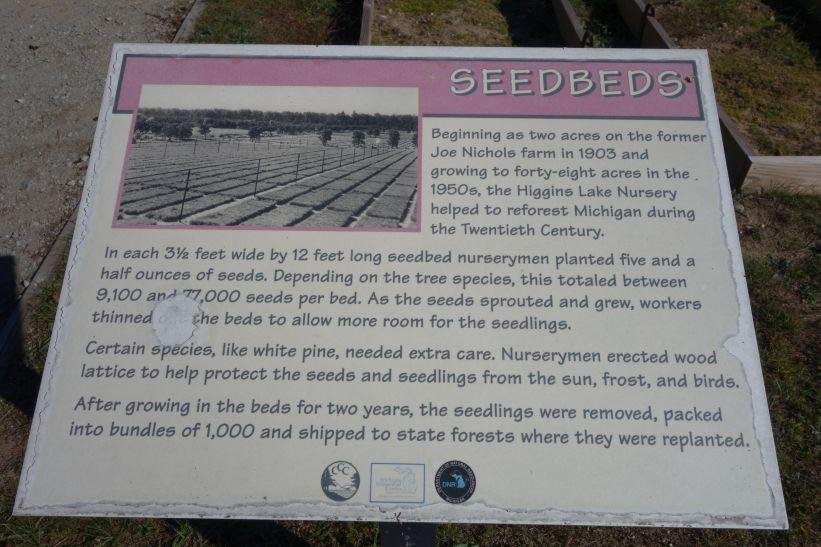 SEEDBEDS
Beginning as two acres on the former
Joe Nichols farm in 1903 and
growing to forty-eight acres in the
1950s, the Higgins Lake Nursery
helped to reforest Michigan during
the Twentieth Century.
In each 3½ feet wide by 12 feet long seedbed nurserymen planted five and a
half ounces of seeds. Depending on the tree species, this totaled between
9,100 and 77,000 seeds per bed. As the seeds sprouted and grew, workers
thinned the beds to allow more room for the seedlings.
Certain species, like white pine, needed extra care. Nurserymen erected wood
lattice to help protect the seeds and seedlings from the sun, frost, and birds.
After growing in the beds for two years, the seedlings were removed, packed
into bundles of 1,000 and shipped to state forests where they were replanted.
CCC
DNR